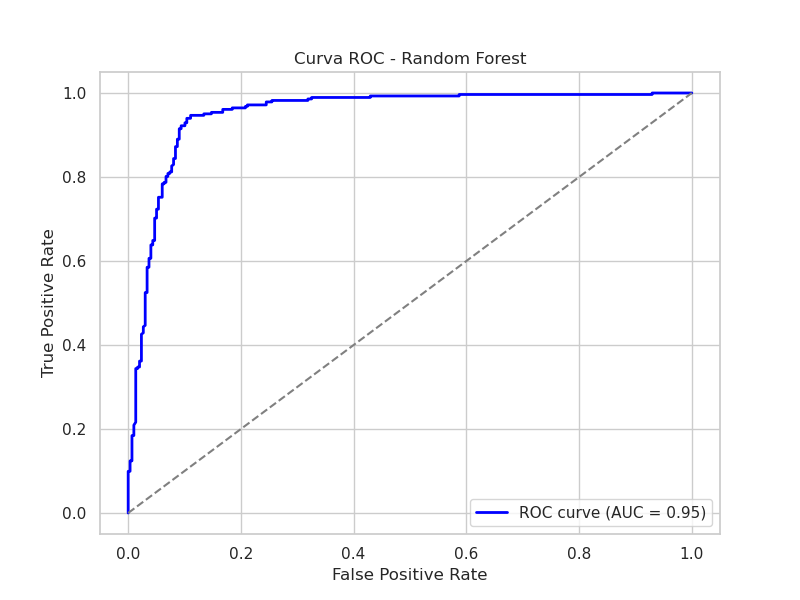 Curva ROC - Random Forest
1.0
0.8
0.6
0.4
0.2
0.0
True Positive Rate
0.0 0.2 0.4 0.6 0.8 1.0
False Positive Rate
ROC curve (AUC = 0.95)